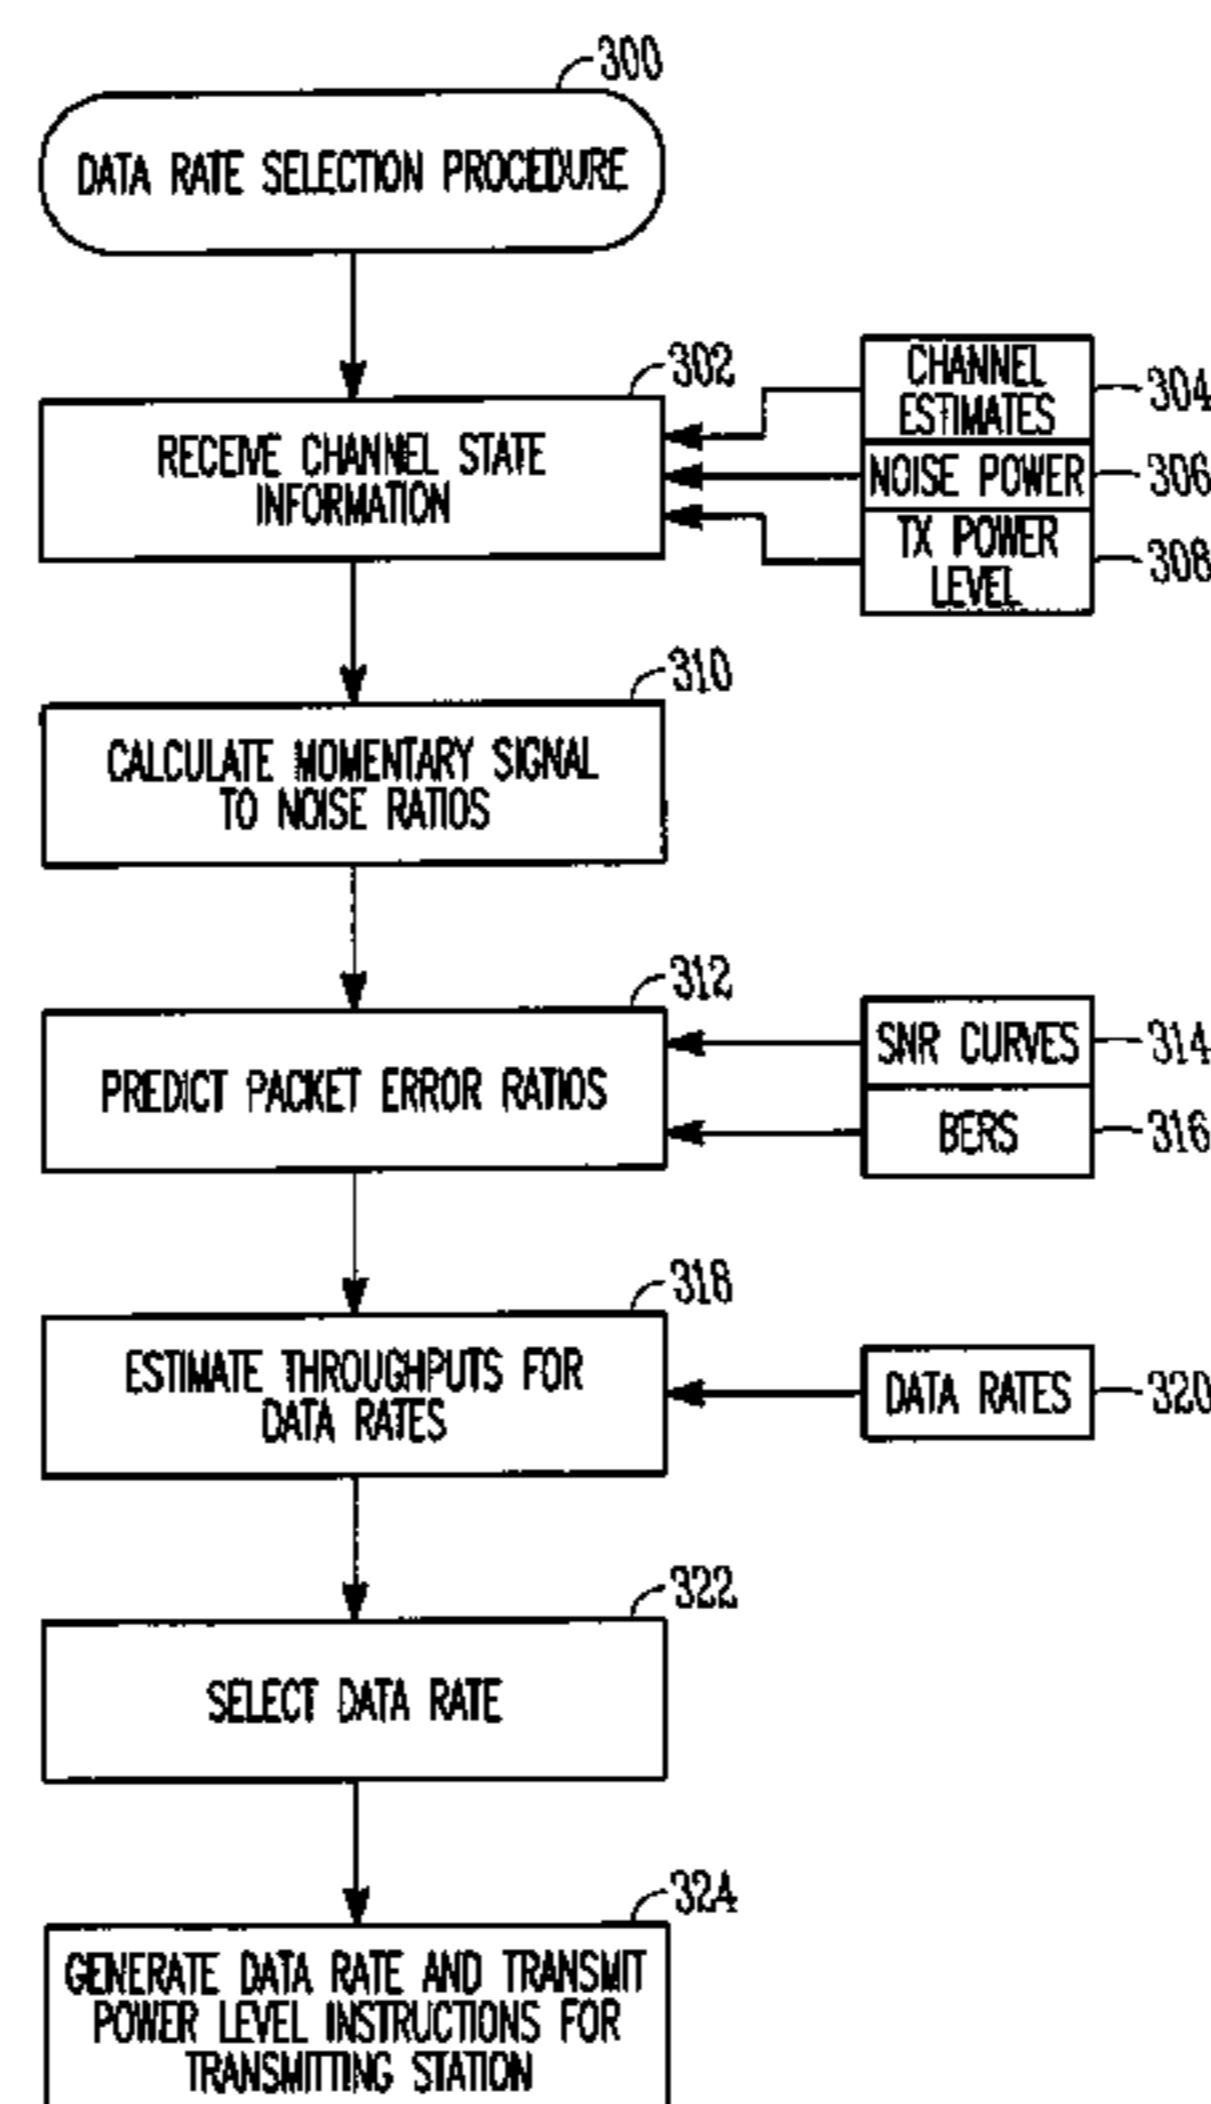 300
DATA RATE SELECTION PROCEDURE
302
RECEIVE CHANNEL STATE
INFORMATION
CHANNEL
ESTIMATES
304
NOISE POWER
306
TX POWER
LEVEL
308
310
CALCULATE MOMENTARY SIGNAL
TO NOISE RATIOS
312
PREDICT PACKET ERROR RATIOS
SNR CURVES
314
BERS
316
318
ESTIMATE THROUGHPUTS FOR
DATA RATES
DATA RATES
320
322
SELECT DATA RATE
324
GENERATE DATA RATE AND TRANSMIT
POWER LEVEL INSTRUCTIONS FOR
TRANSMITTING STATION